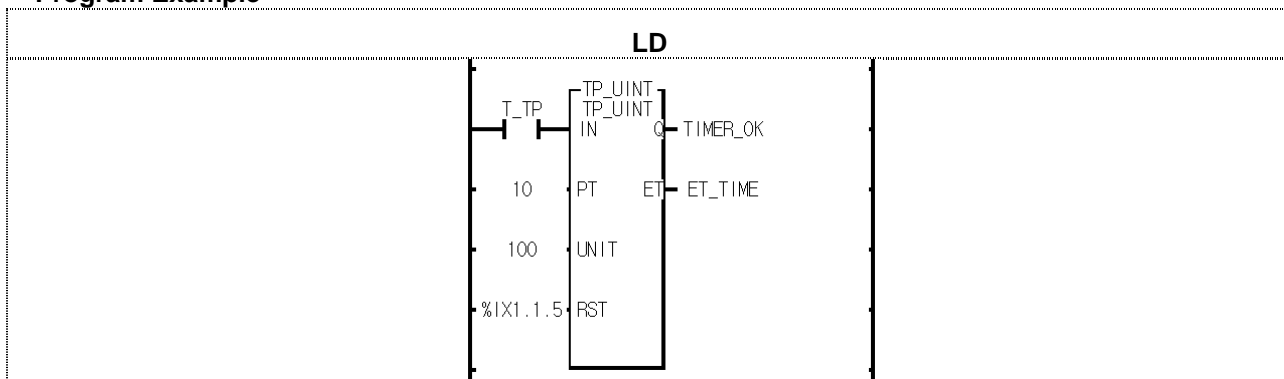 Program Example
LD
TP_UINT
T_TP TP_UINT
IN Q TIMER_OK
10 PT ET ET_TIME
100 UNIT
%IX1.1.5 RST